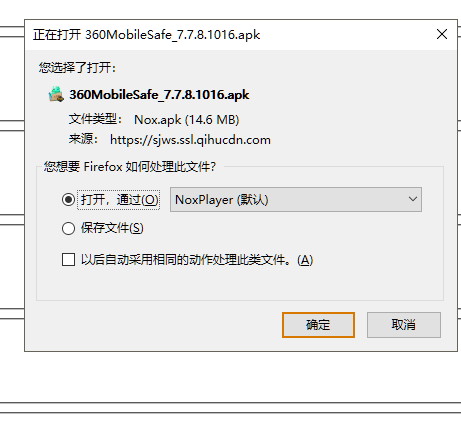 正在打开 360MobileSafe_7.7.8.1016.apk
您选择了打开:
360MobileSafe_7.7.8.1016.apk
文件类型: Nox.apk (14.6 MB)
来源: https://sjws.ssl.qihucdn.com
您想要 Firefox 如何处理此文件?
打开，通过(O) NoxPlayer (默认)
保存文件(S)
以后自动采用相同的动作处理此类文件。(A)
确定 取消